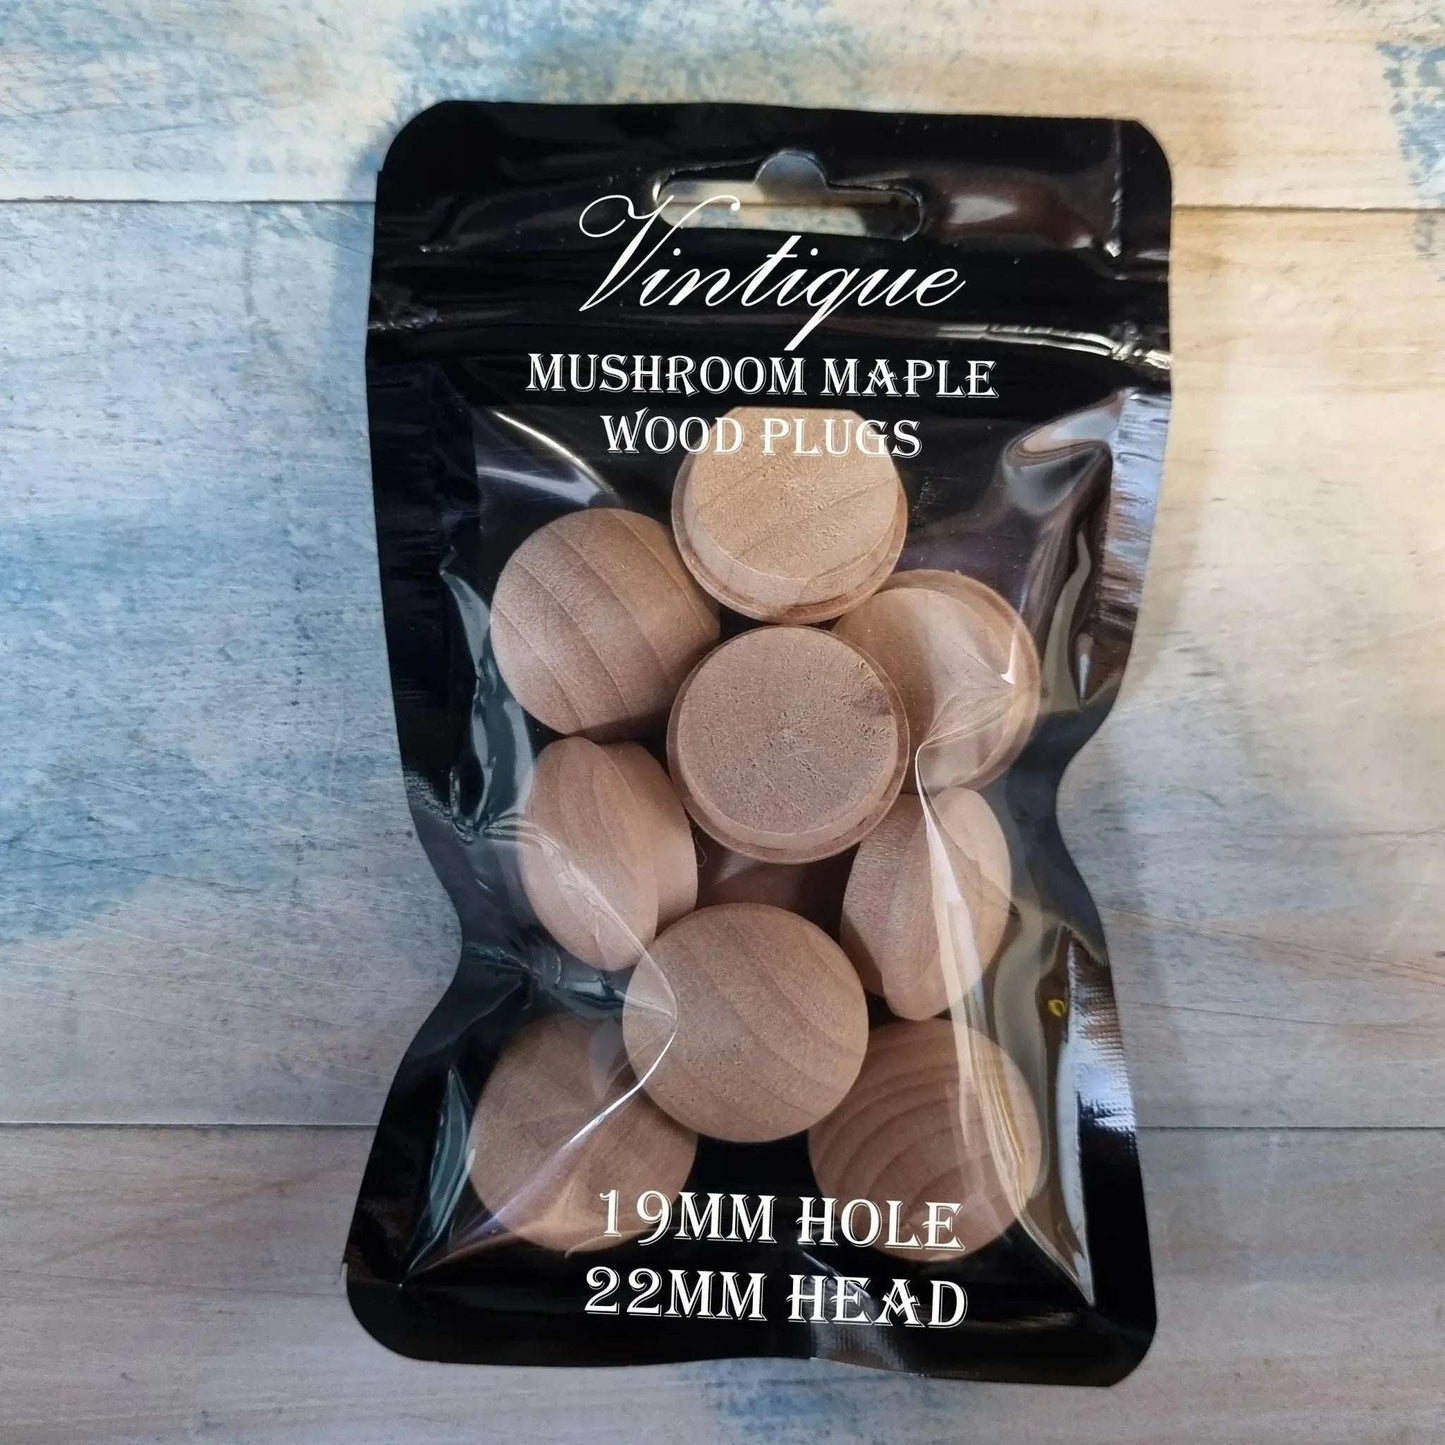 Vintique
MUSHROOM MAPLE
WOOD PLUGS
19MM HOLE
22MM HEAD